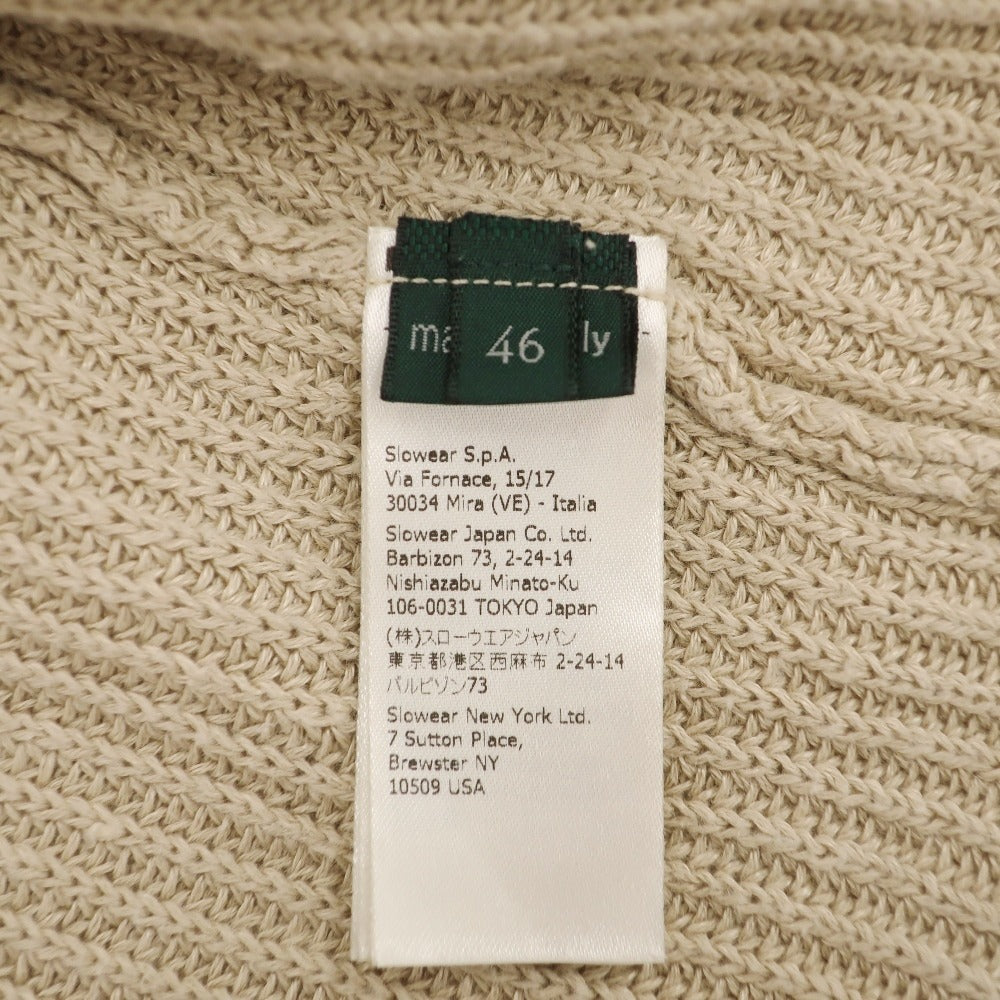 ma 46 ly
Slowear S.p.A.
Via Fornace, 15/17
30034 Mira (VE) - Italia
Slowear Japan Co. Ltd.
Barbizon 73, 2-24-14
Nishiazabu Minato-Ku
106-0031 TOKYO Japan
(株)スローウエアジャパン
東京都港区西麻布 2-24-14
バルビゾン73
Slowear New York Ltd.
7 Sutton Place,
Brewster NY
10509 USA